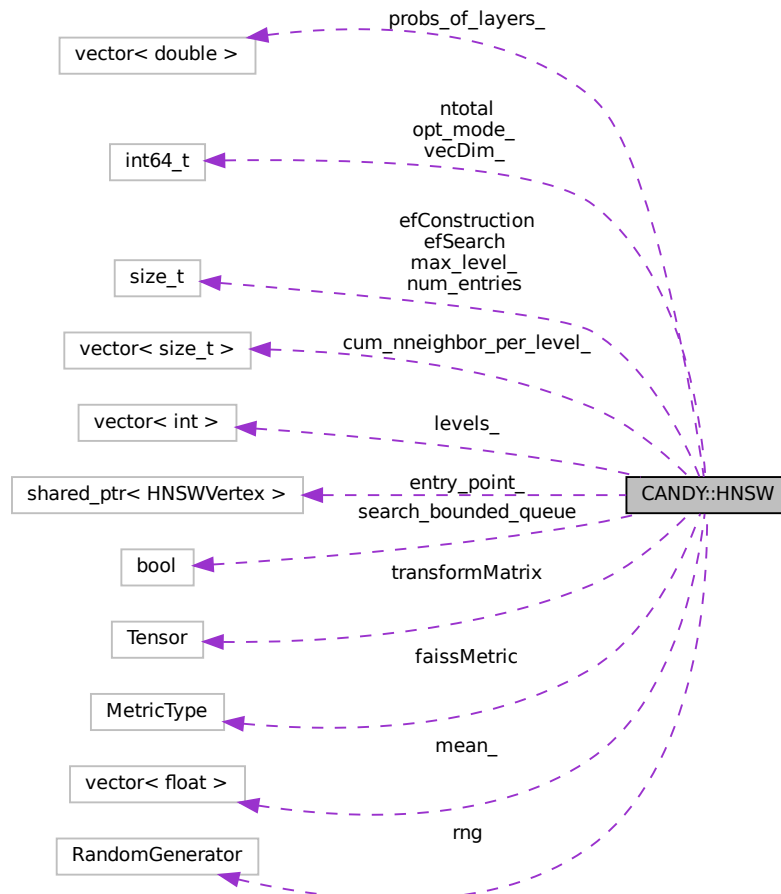 probs_of_layers_
vector< double >
ntotal
opt_mode_
vecDim_
int64_t
efConstruction
efSearch
max_level_
num_entries
size_t
cum_nneighbor_per_level_
vector< size_t >
levels_
vector< int >
entry_point_
shared_ptr< HNSWVertex >
CANDY::HNSW
search_bounded_queue
bool
transformMatrix
Tensor
faissMetric
MetricType
mean_
vector< float >
rng
RandomGenerator